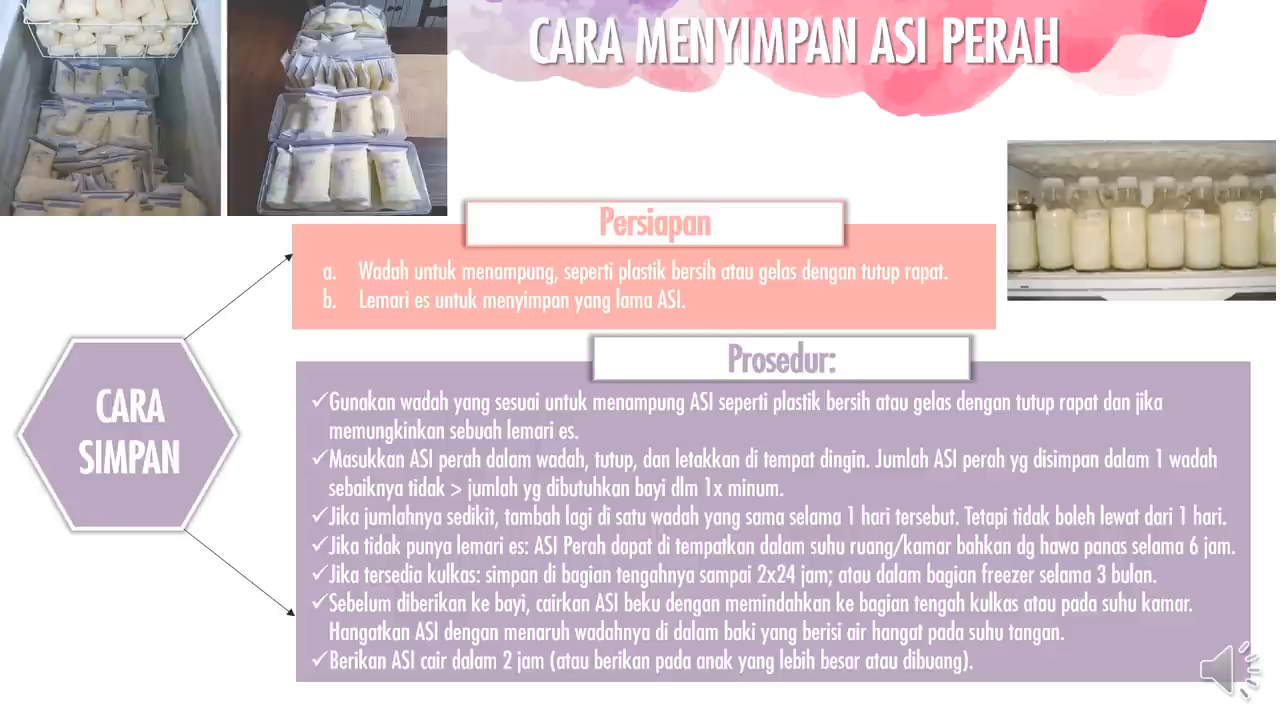 CARA MENYIMPAN ASI PERAH
Persiapan
a. Wadah untuk menampung, seperti plastik bersih atau gelas dengan tutup rapat.
b. Lemari es untuk menyimpan yang lama ASI.
CARA
SIMPAN
Prosedur:
✓Gunakan wadah yang sesuai untuk menampung ASI seperti plastik bersih atau gelas dengan tutup rapat dan jika
memungkinkan sebuah lemari es.
✓Masukkan ASI perah dalam wadah, tutup, dan letakkan di tempat dingin. Jumlah ASI perah yg disimpan dalam 1 wadah
sebaiknya tidak > jumlah yg dibutuhkan bayi dlm 1x minum.
✓Jika jumlahnya sedikit, tambah lagi di satu wadah yang sama selama 1 hari tersebut. Tetapi tidak boleh lewat dari 1 hari.
✓Jika tidak punya lemari es: ASI Perah dapat di tempatkan dalam suhu ruang/kamar bahkan dg hawa panas selama 6 jam.
✓Jika tersedia kulkas: simpan di bagian tengahnya sampai 2x24 jam; atau dalam bagian freezer selama 3 bulan.
✓Sebelum diberikan ke bayi, cairkan ASI beku dengan memindahkan ke bagian tengah kulkas atau pada suhu kamar.
Hangatkan ASI dengan menaruh wadahnya di dalam baki yang berisi air hangat pada suhu tangan.
✓Berikan ASI cair dalam 2 jam (atau berikan pada anak yang lebih besar atau dibuang).